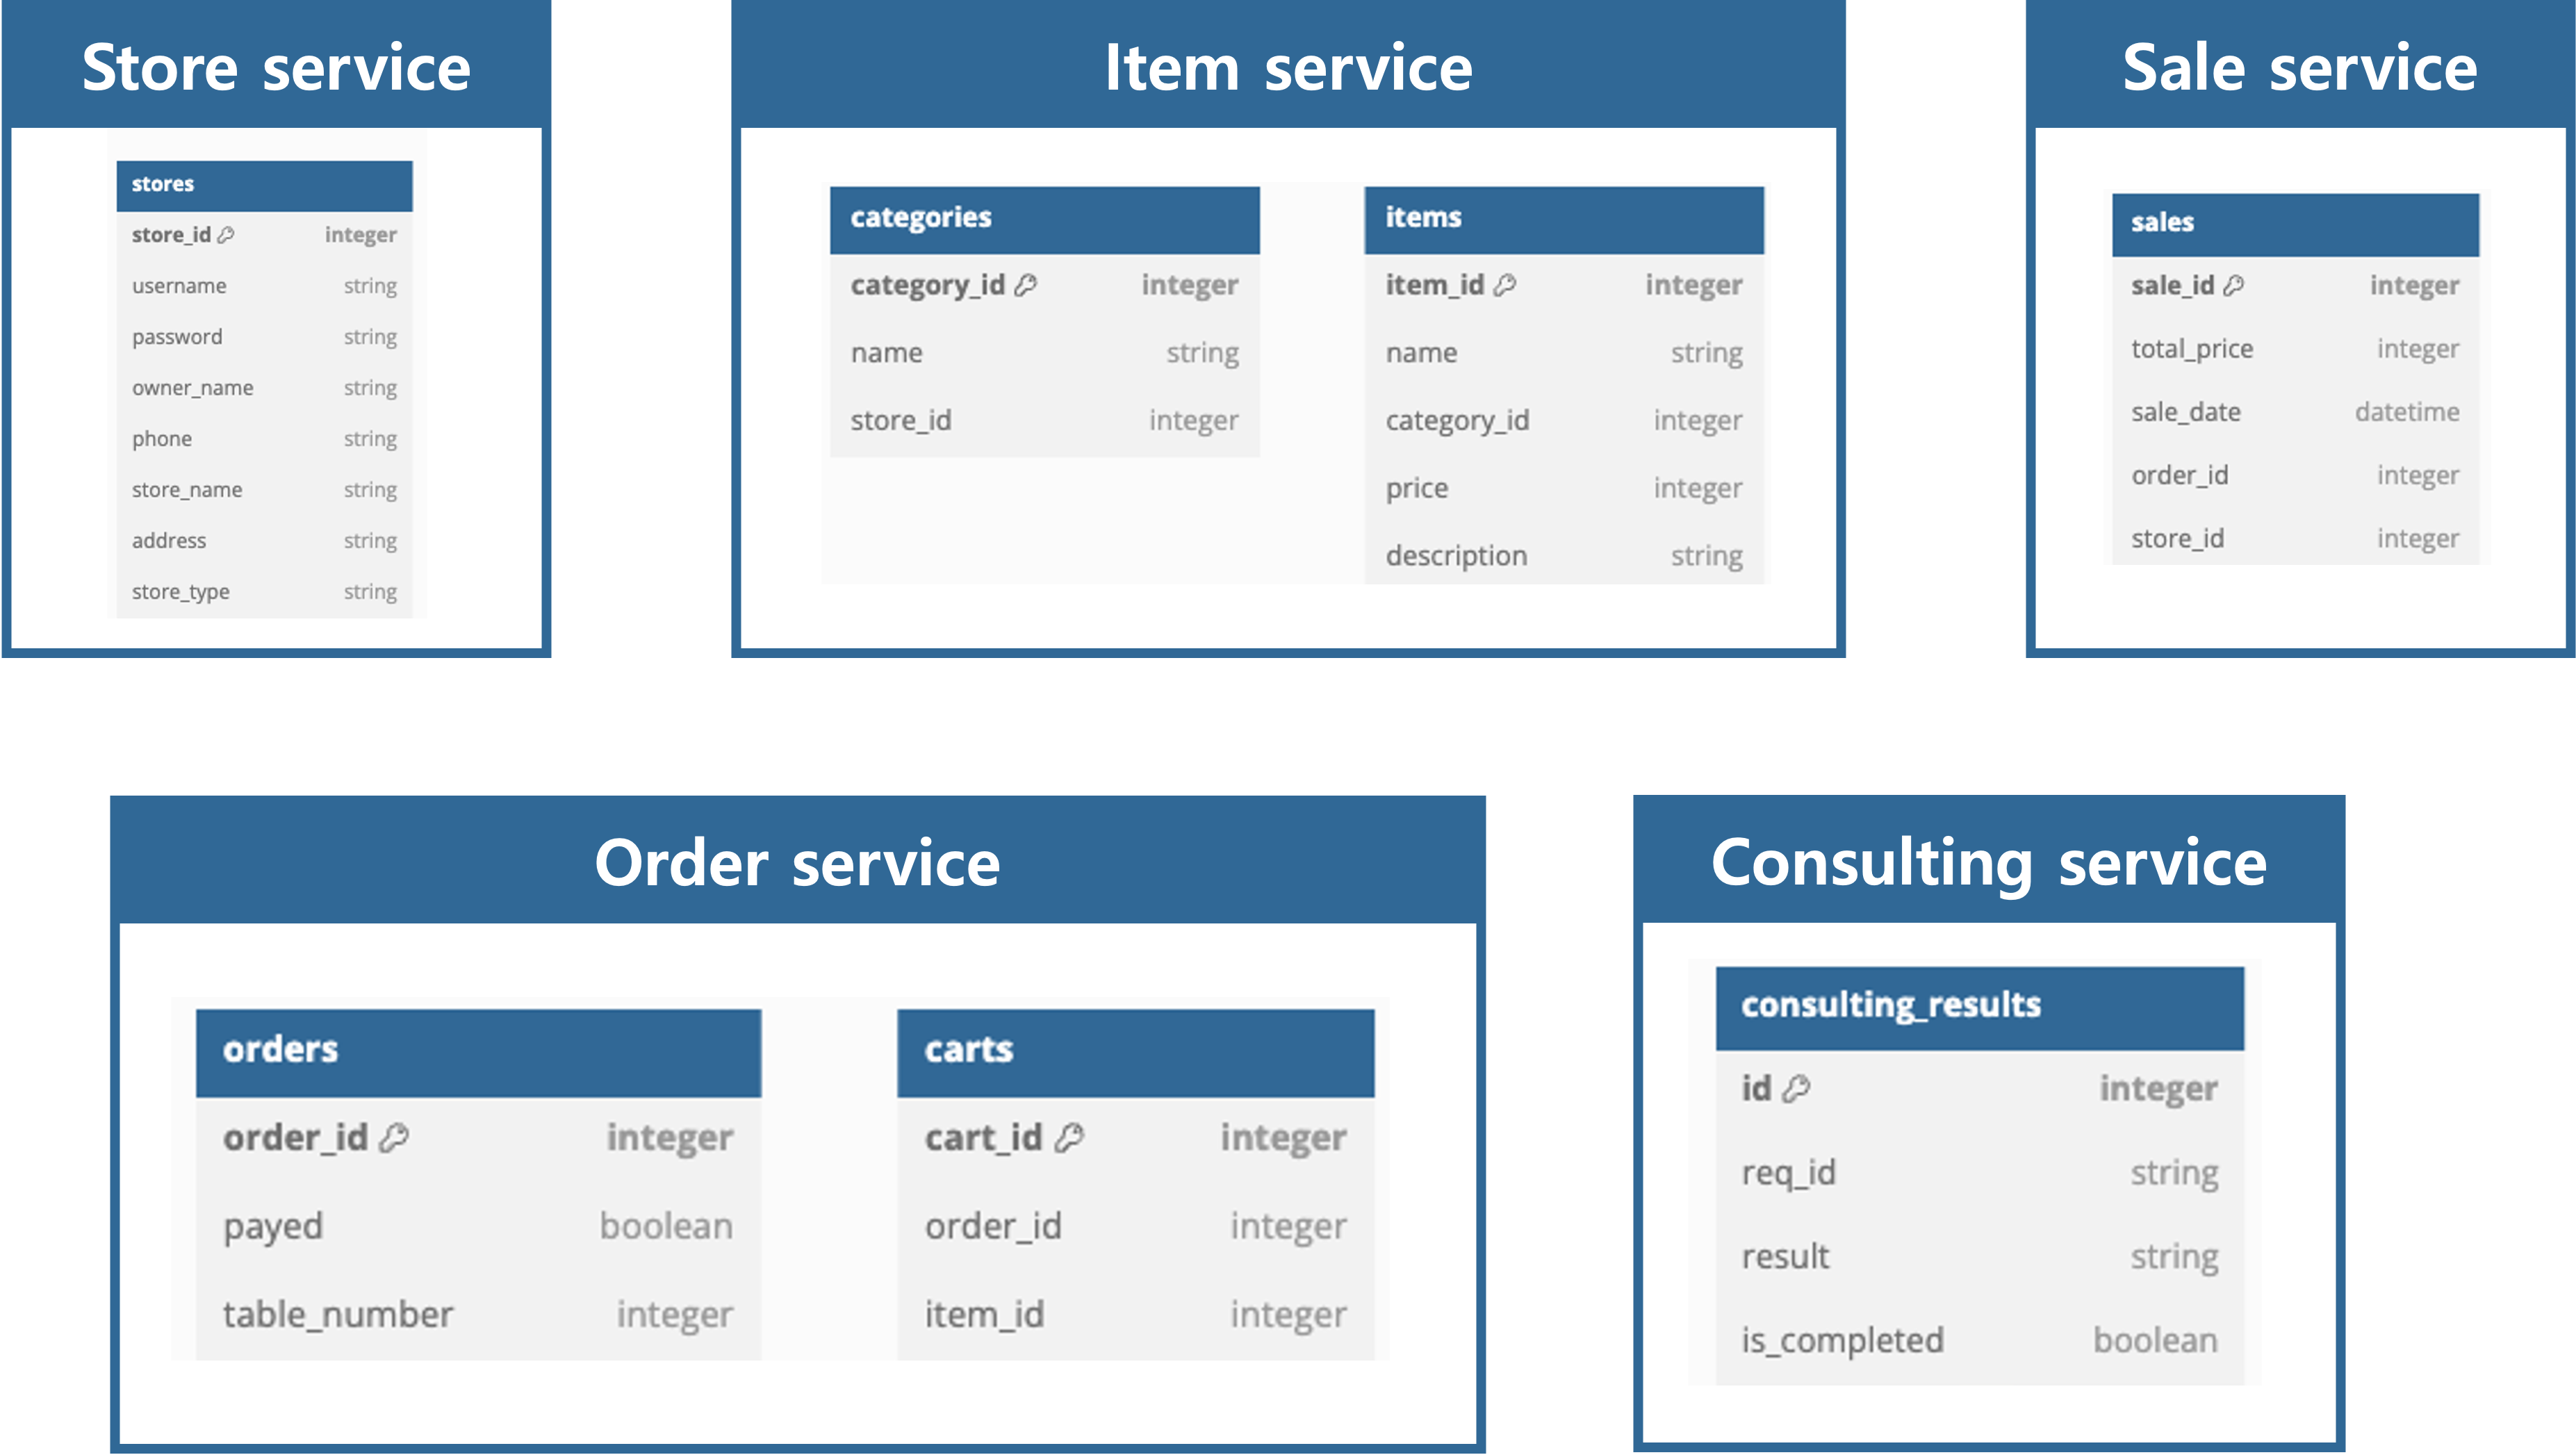 Store service
stores
store_id integer
username string
password string
owner_name string
phone string
store_name string
address string
store_type string
Item service
categories
category_id integer
name string
store_id integer
items
item_id integer
name string
category_id integer
price integer
description string
Sale service
sales
sale_id integer
total_price integer
sale_date datetime
order_id integer
store_id integer
Order service
orders
order_id integer
payed boolean
table_number integer
carts
cart_id integer
order_id integer
item_id integer
Consulting service
consulting_results
id integer
req_id string
result string
is_completed boolean